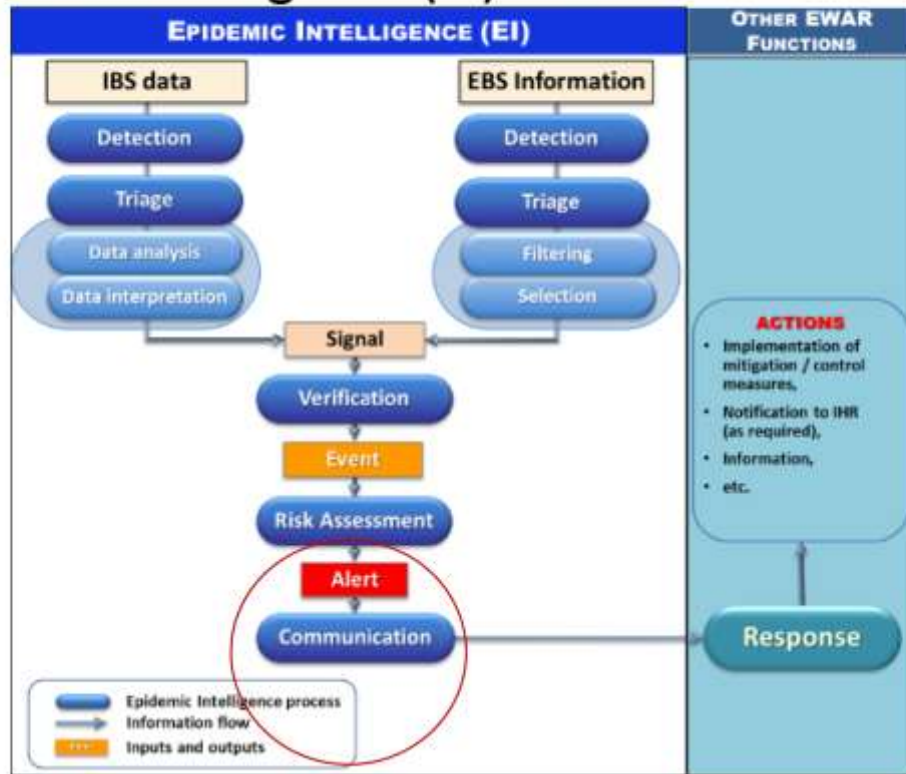 EPIDEMIC INTELLIGENCE (EI)
OTHER EWAR
FUNCTIONS
IBS data
EBS Information
Detection
Detection
Triage
Triage
Data analysis
Filtering
Data interpretation
Selection
Signal
Verification
Event
Risk Assessment
Alert
Communication
ACTIONS
• Implementation of
mitigation / control
measures,
• Notification to IHR
(as required),
• Information,
• etc.
Response
Epidemic Intelligence process
Information flow
Inputs and outputs